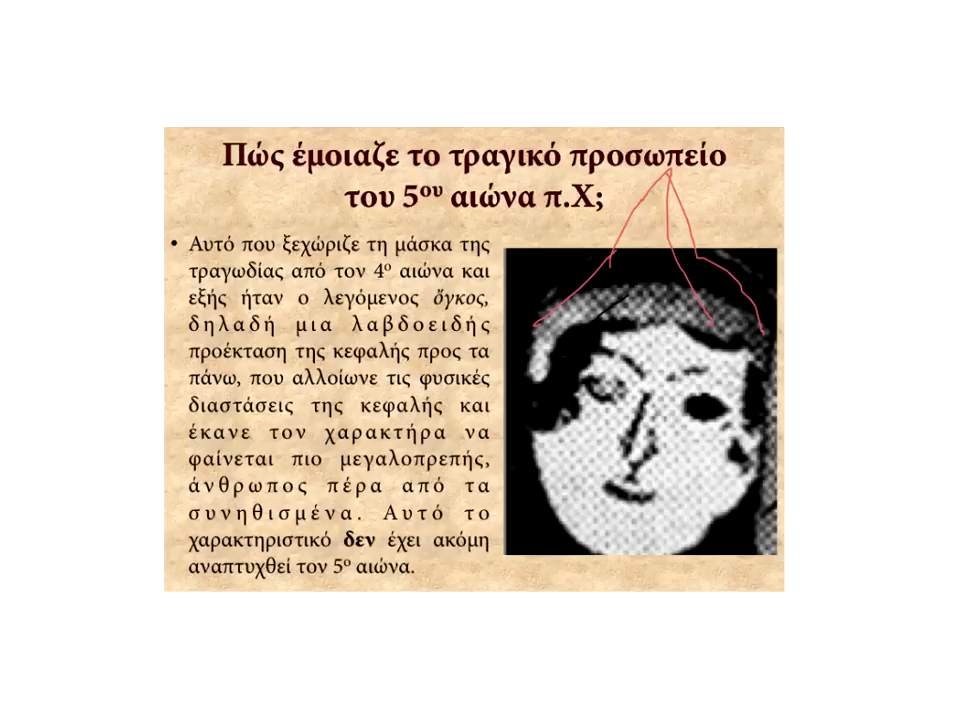 Πώς έμοιαζε το τραγικό προσωπείο
του 5ου αιώνα π.Χ;
• Αυτό που ξεχώριζε τη μάσκα της
τραγωδίας από τον 4ο αιώνα και
εξής ήταν ο λεγόμενος ὄγκος,
δηλαδή μια λαβδοειδής
προέκταση της κεφαλής προς τα
πάνω, που αλλοίωνε τις φυσικές
διαστάσεις της κεφαλής και
έκανε τον χαρακτήρα να
φαίνεται πιο μεγαλοπρεπής,
άνθρωπος πέρα από τα
συνηθισμένα. Αυτό το
χαρακτηριστικό δεν έχει ακόμη
αναπτυχθεί τον 5ο αιώνα.